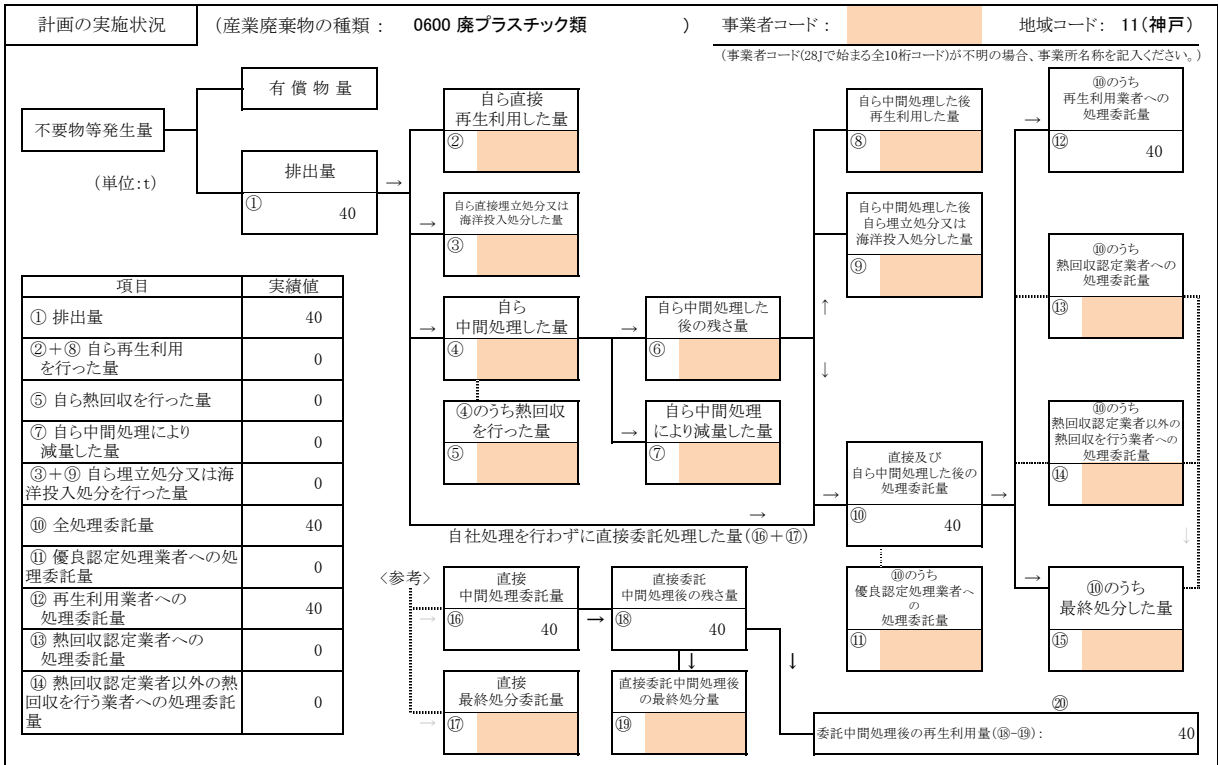 計画の実施状況
(産業廃棄物の種類： 0600 廃プラスチック類 )
事業者コード：
地域コード： 11(神戸)
(事業者コード(28Jで始まる全10桁コード)が不明の場合、事業所名称を記入ください。)
不要物等発生量
(単位:t)
有償物量
排出量
①
40
→
自ら直接
再生利用した量
②
→
自ら直接埋立処分又は
海洋投入処分した量
③
→
自ら
中間処理した量
④
④のうち熱回収
を行った量
⑤
→
自ら中間処理した
後の残さ量
⑥
→
自ら中間処理
により減量した量
⑦
自ら中間処理した後
再生利用した量
⑧
自ら中間処理した後
自ら埋立処分又は
海洋投入処分した量
⑨
↑
↓
→
直接及び
自ら中間処理した後の
処理委託量
⑩
40
→
⑩のうち
優良認定処理業者へ
の
処理委託量
⑪
→
⑩のうち
再生利用業者への
処理委託量
⑫
40
⑩のうち
熱回収認定業者への
処理委託量
⑬
⑩のうち
熱回収認定業者以外の
熱回収を行う業者への
処理委託量
⑭
↓
→
⑩のうち
最終処分した量
⑮
→
自社処理を行わずに直接委託処理した量(⑯+⑰)
項目 実績値
① 排出量 40
②+⑧ 自ら再生利用
を行った量 0
⑤ 自ら熱回収を行った量 0
⑦ 自ら中間処理により
減量した量 0
③+⑨ 自ら埋立処分又は海
洋投入処分を行った量 0
⑩ 全処理委託量 40
⑪ 優良認定処理業者への処
理委託量 0
⑫ 再生利用業者への
処理委託量 40
⑬ 熱回収認定業者への
処理委託量 0
⑭ 熱回収認定業者以外の熱
回収を行う業者への処理委託
量 0
<参考>
→
直接
中間処理委託量
⑯
40
→
直接委託
中間処理後の残さ量
⑱
40
↓
↓
→
直接
最終処分委託量
⑰
直接委託中間処理後
の最終処分量
⑲
⑳
委託中間処理後の再生利用量(⑱-⑲)： 40